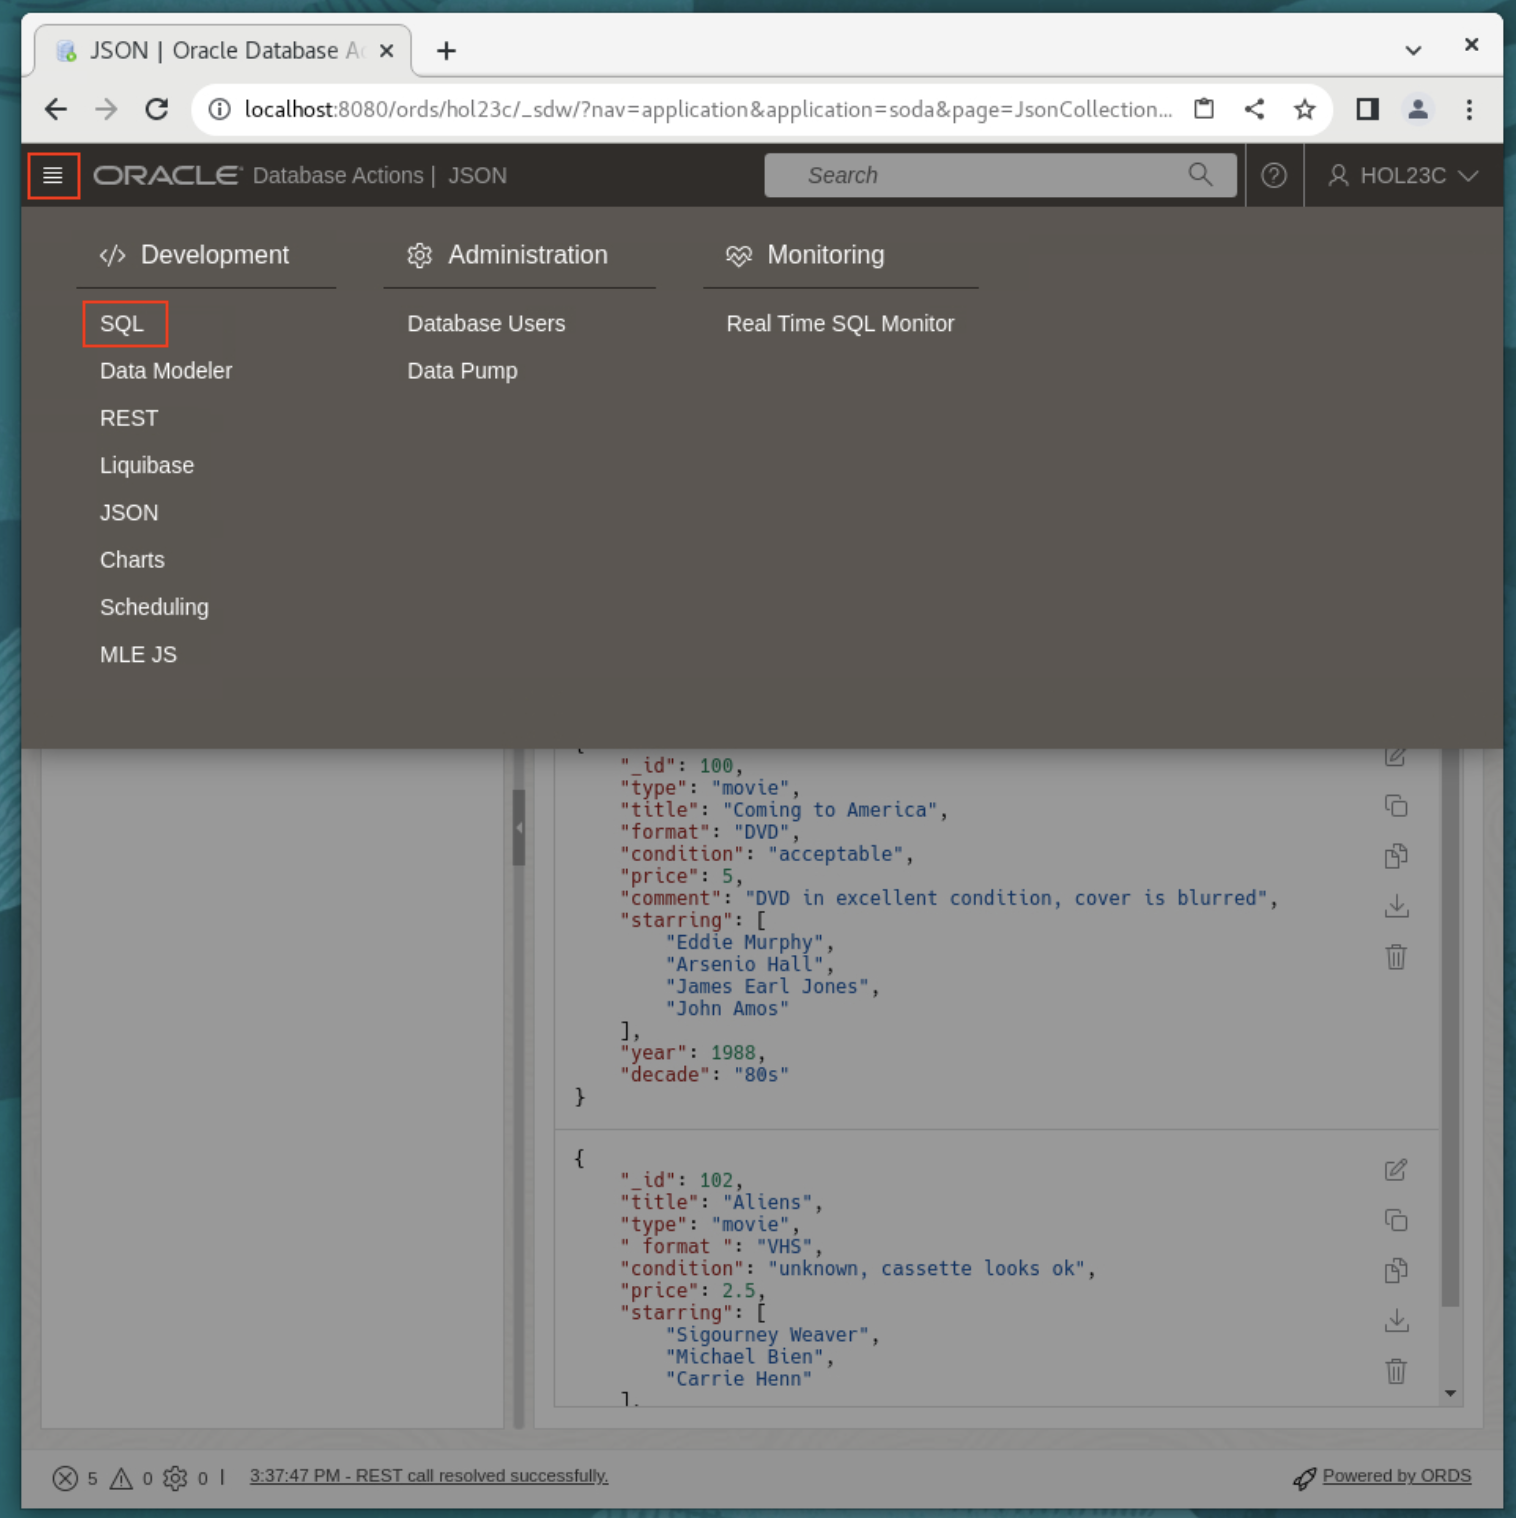 JSON | Oracle Database Ac
localhost:8080/ords/hol23c/_sdw/?nav=application&application=soda&page=JsonCollection...
ORACLE Database Actions | JSON
Search
HOL23C
Development
Administration
Monitoring
SQL
Database Users
Real Time SQL Monitor
Data Modeler
Data Pump
REST
Liquibase
JSON
Charts
Scheduling
MLE JS
{
"_id": 100,
"type": "movie",
"title": "Coming to America",
"format": "DVD",
"condition": "acceptable",
"price": 5,
"comment": "DVD in excellent condition, cover is blurred",
"starring": [
"Eddie Murphy",
"Arsenio Hall",
"James Earl Jones",
"John Amos"
],
"year": 1988,
"decade": "80s"
}
{
"_id": 102,
"title": "Aliens",
"type": "movie",
" format ": "VHS",
"condition": "unknown, cassette looks ok",
"price": 2.5,
"starring": [
"Sigourney Weaver",
"Michael Bien",
"Carrie Henn"
],
5 0 0 | 3:37:47 PM - REST call resolved successfully.
Powered by ORDS